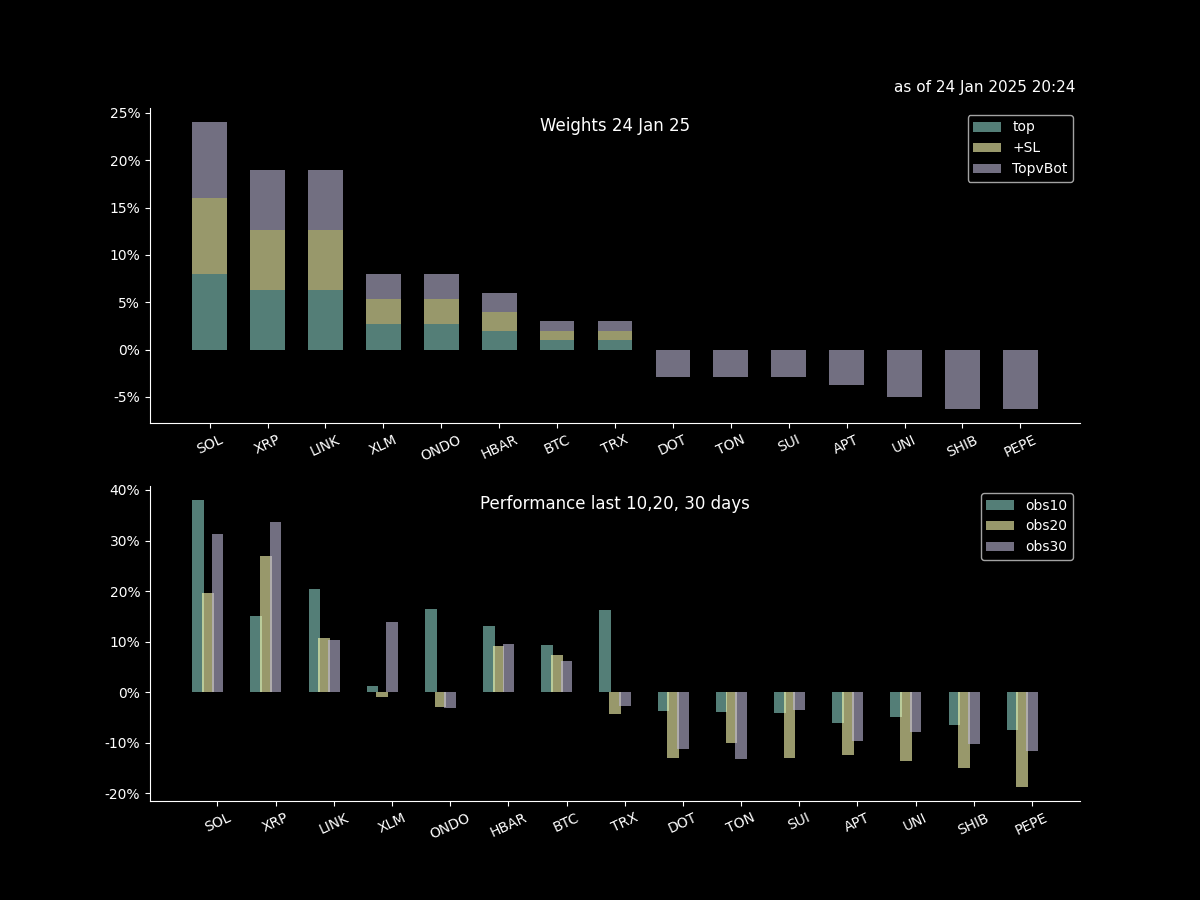 as of 24 Jan 2025 20:24
Weights 24 Jan 25
top
+SL
TopvBot
25%
20%
15%
10%
5%
0%
-5%
SOL XRP LINK XLM ONDO HBAR BTC TRX DOT TON SUI APT UNI SHIB PEPE
Performance last 10,20, 30 days
obs10
obs20
obs30
40%
30%
20%
10%
0%
-10%
-20%
SOL XRP LINK XLM ONDO HBAR BTC TRX DOT TON SUI APT UNI SHIB PEPE